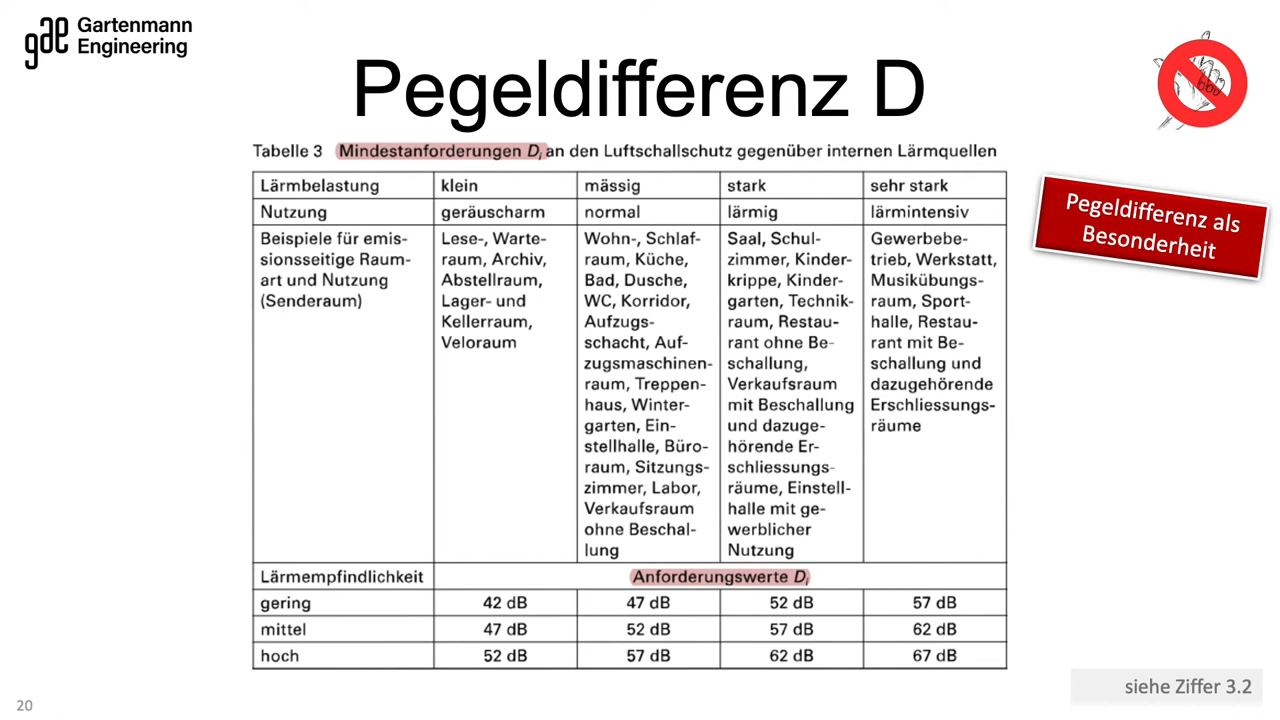 gae Gartenmann
Engineering
Pegeldifferenz D
Tabelle 3 Mindestanforderungen Di an den Luftschallschutz gegenüber internen Lärmquellen
Lärmbelastung klein mässig stark sehr stark
Nutzung geräuscharm normal lärmig lärmintensiv
Beispiele für emis-
sionsseitige Raum-
art und Nutzung
(Senderaum)
Lese-, Warte-
raum, Archiv,
Abstellraum,
Lager- und
Kellerraum,
Veloraum
Wohn-, Schlaf-
raum, Küche,
Bad, Dusche,
WC, Korridor,
Aufzugs-
schacht, Auf-
zugsmaschinen-
raum, Treppen-
haus, Winter-
garten, Ein-
stellhalle, Büro-
raum, Sitzungs-
zimmer, Labor,
Verkaufsraum
ohne Beschal-
lung
Saal, Schul-
zimmer, Kinder-
krippe, Kinder-
garten, Technik-
raum, Restau-
rant ohne Be-
schallung,
Verkaufsraum
mit Beschallung
und dazuge-
hörende Er-
schliessungs-
räume, Einstell-
halle mit ge-
werblicher
Nutzung
Gewerbebe-
trieb, Werkstatt,
Musikübungs-
raum, Sport-
halle, Restau-
rant mit Be-
schallung und
dazugehörende
Erschliessungs-
räume
Lärmempfindlichkeit Anforderungswerte Di
gering 42 dB 47 dB 52 dB 57 dB
mittel 47 dB 52 dB 57 dB 62 dB
hoch 52 dB 57 dB 62 dB 67 dB
Pegeldifferenz als
Besonderheit
siehe Ziffer 3.2
20